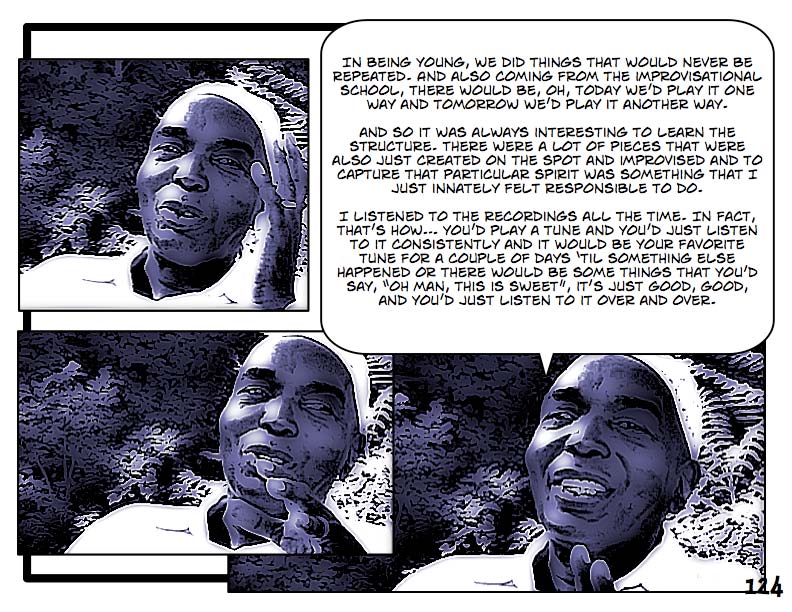 IN BEING YOUNG, WE DID THINGS THAT WOULD NEVER BE
REPEATED. AND ALSO COMING FROM THE IMPROVISATIONAL
SCHOOL, THERE WOULD BE, OH, TODAY WE'D PLAY IT ONE
WAY AND TOMORROW WE'D PLAY IT ANOTHER WAY.
AND SO IT WAS ALWAYS INTERESTING TO LEARN THE
STRUCTURE. THERE WERE A LOT OF PIECES THAT WERE
ALSO JUST CREATED ON THE SPOT AND IMPROVISED AND TO
CAPTURE THAT PARTICULAR SPIRIT WAS SOMETHING THAT I
JUST INNATELY FELT RESPONSIBLE TO DO.
I LISTENED TO THE RECORDINGS ALL THE TIME. IN FACT,
THAT'S HOW... YOU'D PLAY A TUNE AND YOU'D JUST LISTEN
TO IT CONSISTENTLY AND IT WOULD BE YOUR FAVORITE
TUNE FOR A COUPLE OF DAYS 'TIL SOMETHING ELSE
HAPPENED OR THERE WOULD BE SOME THINGS THAT YOU'D
SAY, "OH MAN, THIS IS SWEET", IT'S JUST GOOD, GOOD,
AND YOU'D JUST LISTEN TO IT OVER AND OVER.
124